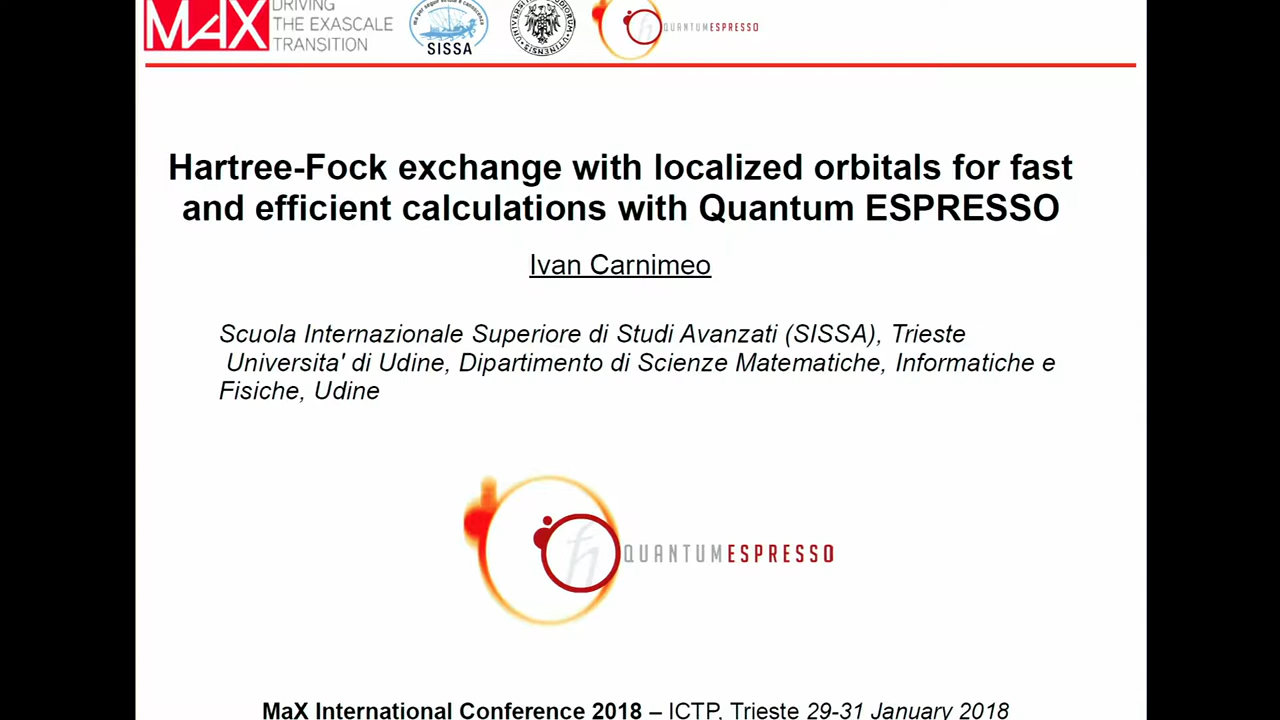 MAX DRIVING
THE EXASCALE
TRANSITION
SISSA
QUANTUMESPRESSO
Hartree-Fock exchange with localized orbitals for fast
and efficient calculations with Quantum ESPRESSO
Ivan Carnimeo
Scuola Internazionale Superiore di Studi Avanzati (SISSA), Trieste
Universita' di Udine, Dipartimento di Scienze Matematiche, Informatiche e
Fisiche, Udine
ħ QUANTUMESPRESSO
MaX International Conference 2018 – ICTP, Trieste 29-31 January 2018